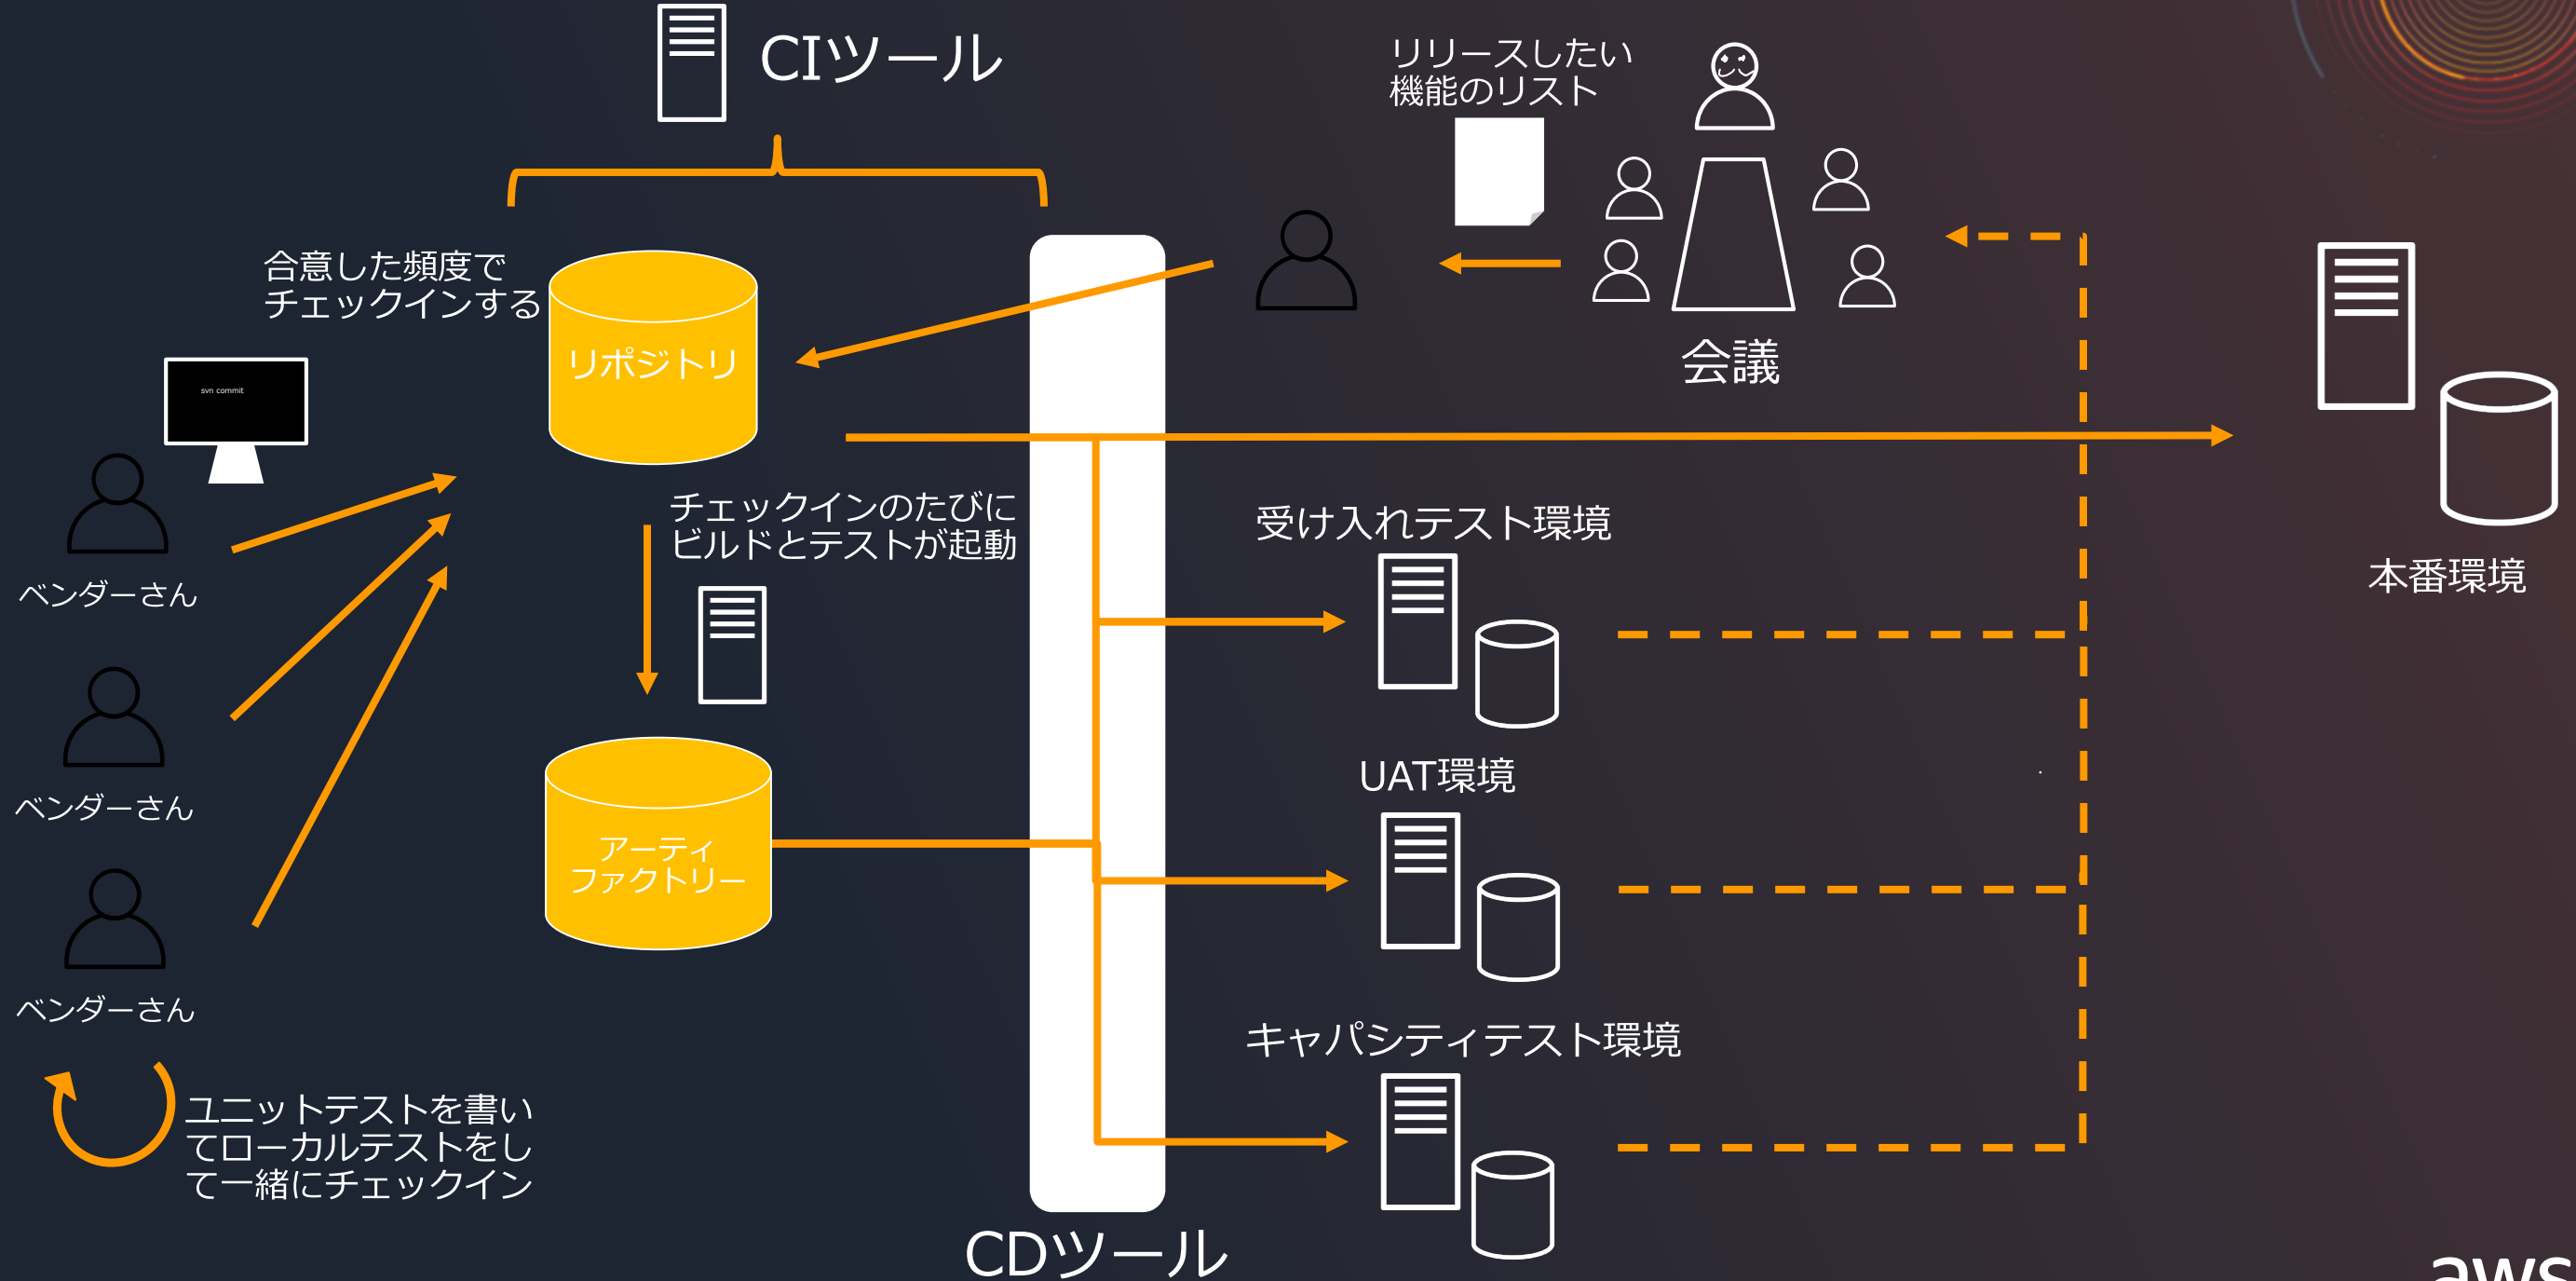 CIツール
リリースしたい
機能のリスト
合意した頻度で
チェックインする
リポジトリ
会議
svn commit
チェックインのたびに
ビルドとテストが起動
受け入れテスト環境
本番環境
ベンダーさん
UAT環境
ベンダーさん
アーティ
ファクトリー
ベンダーさん
キャパシティテスト環境
ユニットテストを書い
てローカルテストをし
て一緒にチェックイン
CDツール
aws